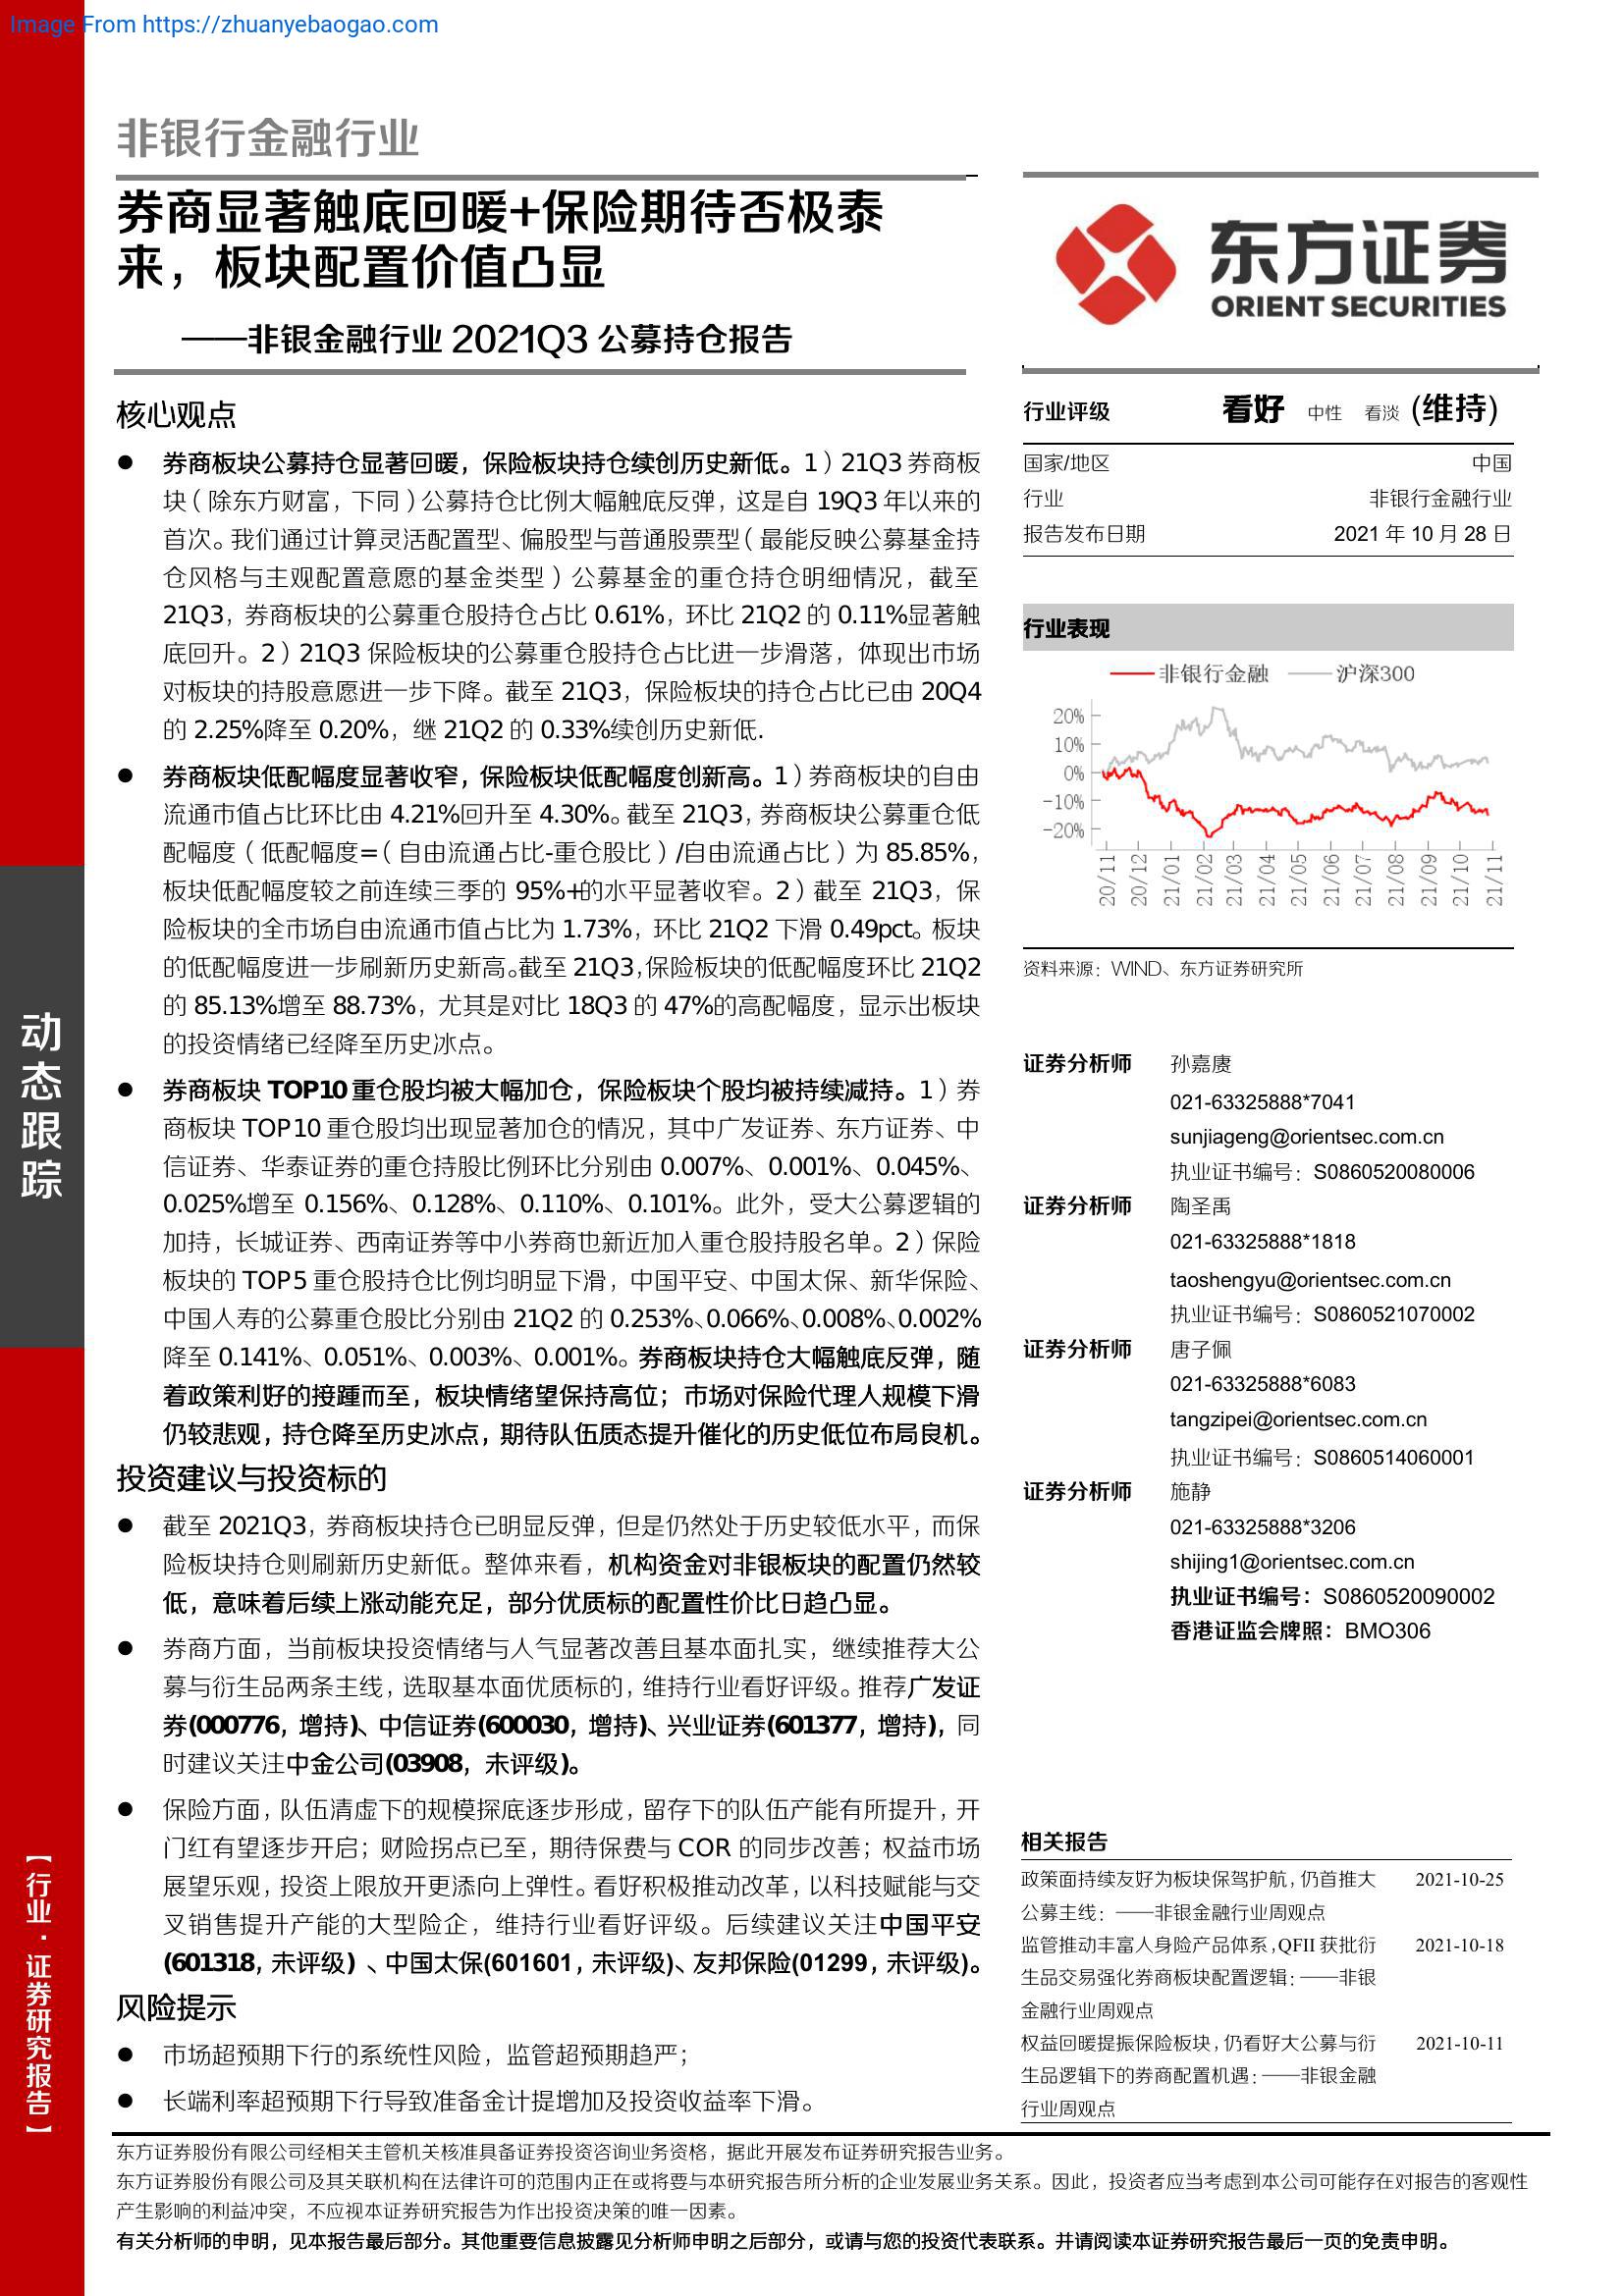 Image From https://zhuanyebaogao.com
非银行金融行业
券商显著触底回暖+保险期待否极泰
来，板块配置价值凸显
——非银金融行业 2021Q3 公募持仓报告
核心观点
● 券商板块公募持仓显著回暖，保险板块持仓续创历史新低。1）21Q3 券商板
块（除东方财富，下同）公募持仓比例大幅触底反弹，这是自 19Q3 年以来的
首次。我们通过计算灵活配置型、偏股型与普通股票型（最能反映公募基金持
仓风格与主观配置意愿的基金类型）公募基金的重仓持仓明细情况，截至
21Q3，券商板块的公募重仓股持仓占比 0.61%，环比 21Q2 的 0.11%显著触
底回升。2）21Q3 保险板块的公募重仓股持仓占比进一步滑落，体现出市场
对板块的持股意愿进一步下降。截至 21Q3，保险板块的持仓占比已由 20Q4
的 2.25%降至 0.20%，继 21Q2 的 0.33%续创历史新低.
● 券商板块低配幅度显著收窄，保险板块低配幅度创新高。1）券商板块的自由
流通市值占比环比由 4.21%回升至 4.30%。截至 21Q3，券商板块公募重仓低
配幅度（低配幅度=（自由流通占比-重仓股比）/自由流通占比）为 85.85%，
板块低配幅度较之前连续三季的 95%+的水平显著收窄。2）截至 21Q3，保
险板块的全市场自由流通市值占比为 1.73%，环比 21Q2 下滑 0.49pct。板块
的低配幅度进一步刷新历史新高。截至 21Q3，保险板块的低配幅度环比 21Q2
的 85.13%增至 88.73%，尤其是对比 18Q3 的 47%的高配幅度，显示出板块
的投资情绪已经降至历史冰点。
● 券商板块 TOP10 重仓股均被大幅加仓，保险板块个股均被持续减持。1）券
商板块 TOP10 重仓股均出现显著加仓的情况，其中广发证券、东方证券、中
信证券、华泰证券的重仓持股比例环比分别由 0.007%、0.001%、0.045%、
0.025%增至 0.156%、0.128%、0.110%、0.101%。此外，受大公募逻辑的
加持，长城证券、西南证券等中小券商也新近加入重仓股持股名单。2）保险
板块的 TOP5 重仓股持仓比例均明显下滑，中国平安、中国太保、新华保险、
中国人寿的公募重仓股比分别由 21Q2 的 0.253%、0.066%、0.008%、0.002%
降至 0.141%、0.051%、0.003%、0.001%。券商板块持仓大幅触底反弹，随
着政策利好的接踵而至，板块情绪望保持高位；市场对保险代理人规模下滑
仍较悲观，持仓降至历史冰点，期待队伍质态提升催化的历史低位布局良机。
投资建议与投资标的
● 截至 2021Q3，券商板块持仓已明显反弹，但是仍然处于历史较低水平，而保
险板块持仓则刷新历史新低。整体来看，机构资金对非银板块的配置仍然较
低，意味着后续上涨动能充足，部分优质标的配置性价比日趋凸显。
● 券商方面，当前板块投资情绪与人气显著改善且基本面扎实，继续推荐大公
募与衍生品两条主线，选取基本面优质标的，维持行业看好评级。推荐广发证
券(000776，增持)、中信证券(600030，增持)、兴业证券(601377，增持)，同
时建议关注中金公司(03908，未评级)。
● 保险方面，队伍清虚下的规模探底逐步形成，留存下的队伍产能有所提升，开
门红有望逐步开启；财险拐点已至，期待保费与 COR 的同步改善；权益市场
展望乐观，投资上限放开更添向上弹性。看好积极推动改革，以科技赋能与交
叉销售提升产能的大型险企，维持行业看好评级。后续建议关注中国平安
(601318，未评级) 、中国太保(601601，未评级)、友邦保险(01299，未评级)。
风险提示
● 市场超预期下行的系统性风险，监管超预期趋严；
● 长端利率超预期下行导致准备金计提增加及投资收益率下滑。
东方证券
ORIENT SECURITIES
行业评级 看好 中性 看淡 (维持)
国家/地区 中国
行业 非银行金融行业
报告发布日期 2021 年 10 月 28 日
行业表现
非银行金融 沪深300
20%
10%
0%
-10%
-20%
20/11 20/12 21/01 21/02 21/03 21/04 21/05 21/06 21/07 21/08 21/09 21/10 21/11
资料来源：WIND、东方证券研究所
证券分析师 孙嘉赓
021-63325888*7041
sunjiageng@orientsec.com.cn
执业证书编号：S0860520080006
证券分析师 陶圣禹
021-63325888*1818
taoshengyu@orientsec.com.cn
执业证书编号：S0860521070002
证券分析师 唐子佩
021-63325888*6083
tangzipei@orientsec.com.cn
执业证书编号：S0860514060001
证券分析师 施静
021-63325888*3206
shijing1@orientsec.com.cn
执业证书编号：S0860520090002
香港证监会牌照：BMO306
相关报告
政策面持续友好为板块保驾护航，仍首推大 2021-10-25
公募主线：——非银金融行业周观点
监管推动丰富人身险产品体系，QFII 获批衍 2021-10-18
生品交易强化券商板块配置逻辑：——非银
金融行业周观点
权益回暖提振保险板块，仍看好大公募与衍 2021-10-11
生品逻辑下的券商配置机遇：——非银金融
行业周观点
动态跟踪
【行业·证券研究报告】
东方证券股份有限公司经相关主管机关核准具备证券投资咨询业务资格，据此开展发布证券研究报告业务。
东方证券股份有限公司及其关联机构在法律许可的范围内正在或将要与本研究报告所分析的企业发展业务关系。因此，投资者应当考虑到本公司可能存在对报告的客观性
产生影响的利益冲突，不应视本证券研究报告为作出投资决策的唯一因素。
有关分析师的申明，见本报告最后部分。其他重要信息披露见分析师申明之后部分，或请与您的投资代表联系。并请阅读本证券研究报告最后一页的免责申明。